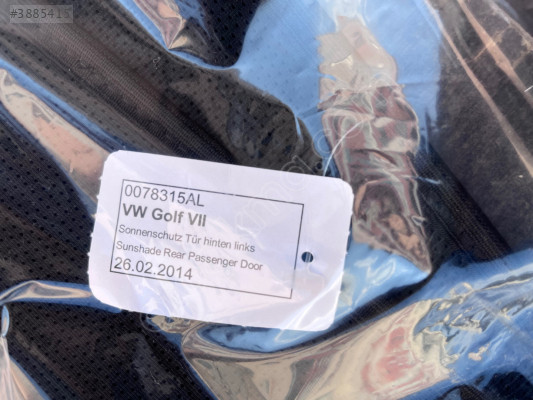 #3885415
0078315AL
VW Golf VII
Sonnenschutz Tür hinten links
Sunshade Rear Passenger Door
26.02.2014